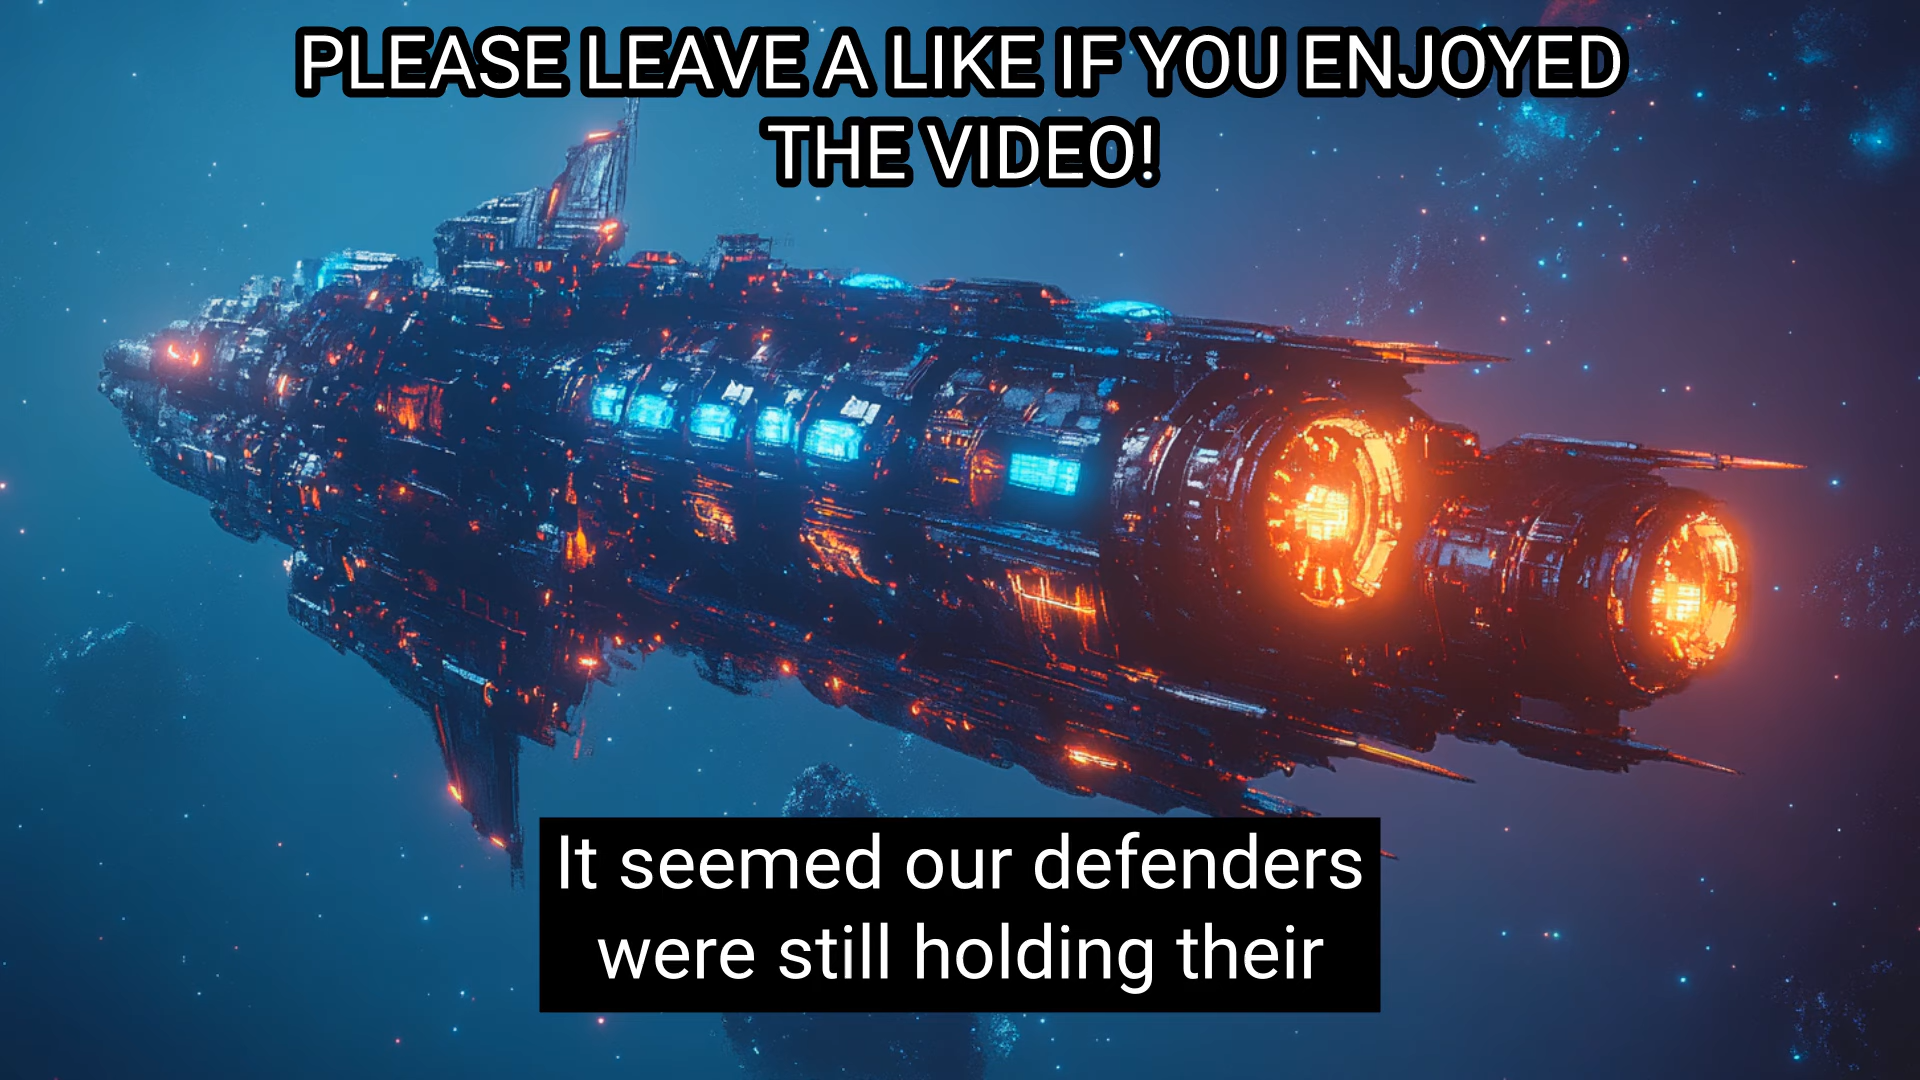 PLEASE LEAVE A LIKE IF YOU ENJOYED
THE VIDEO!
It seemed our defenders
were still holding their